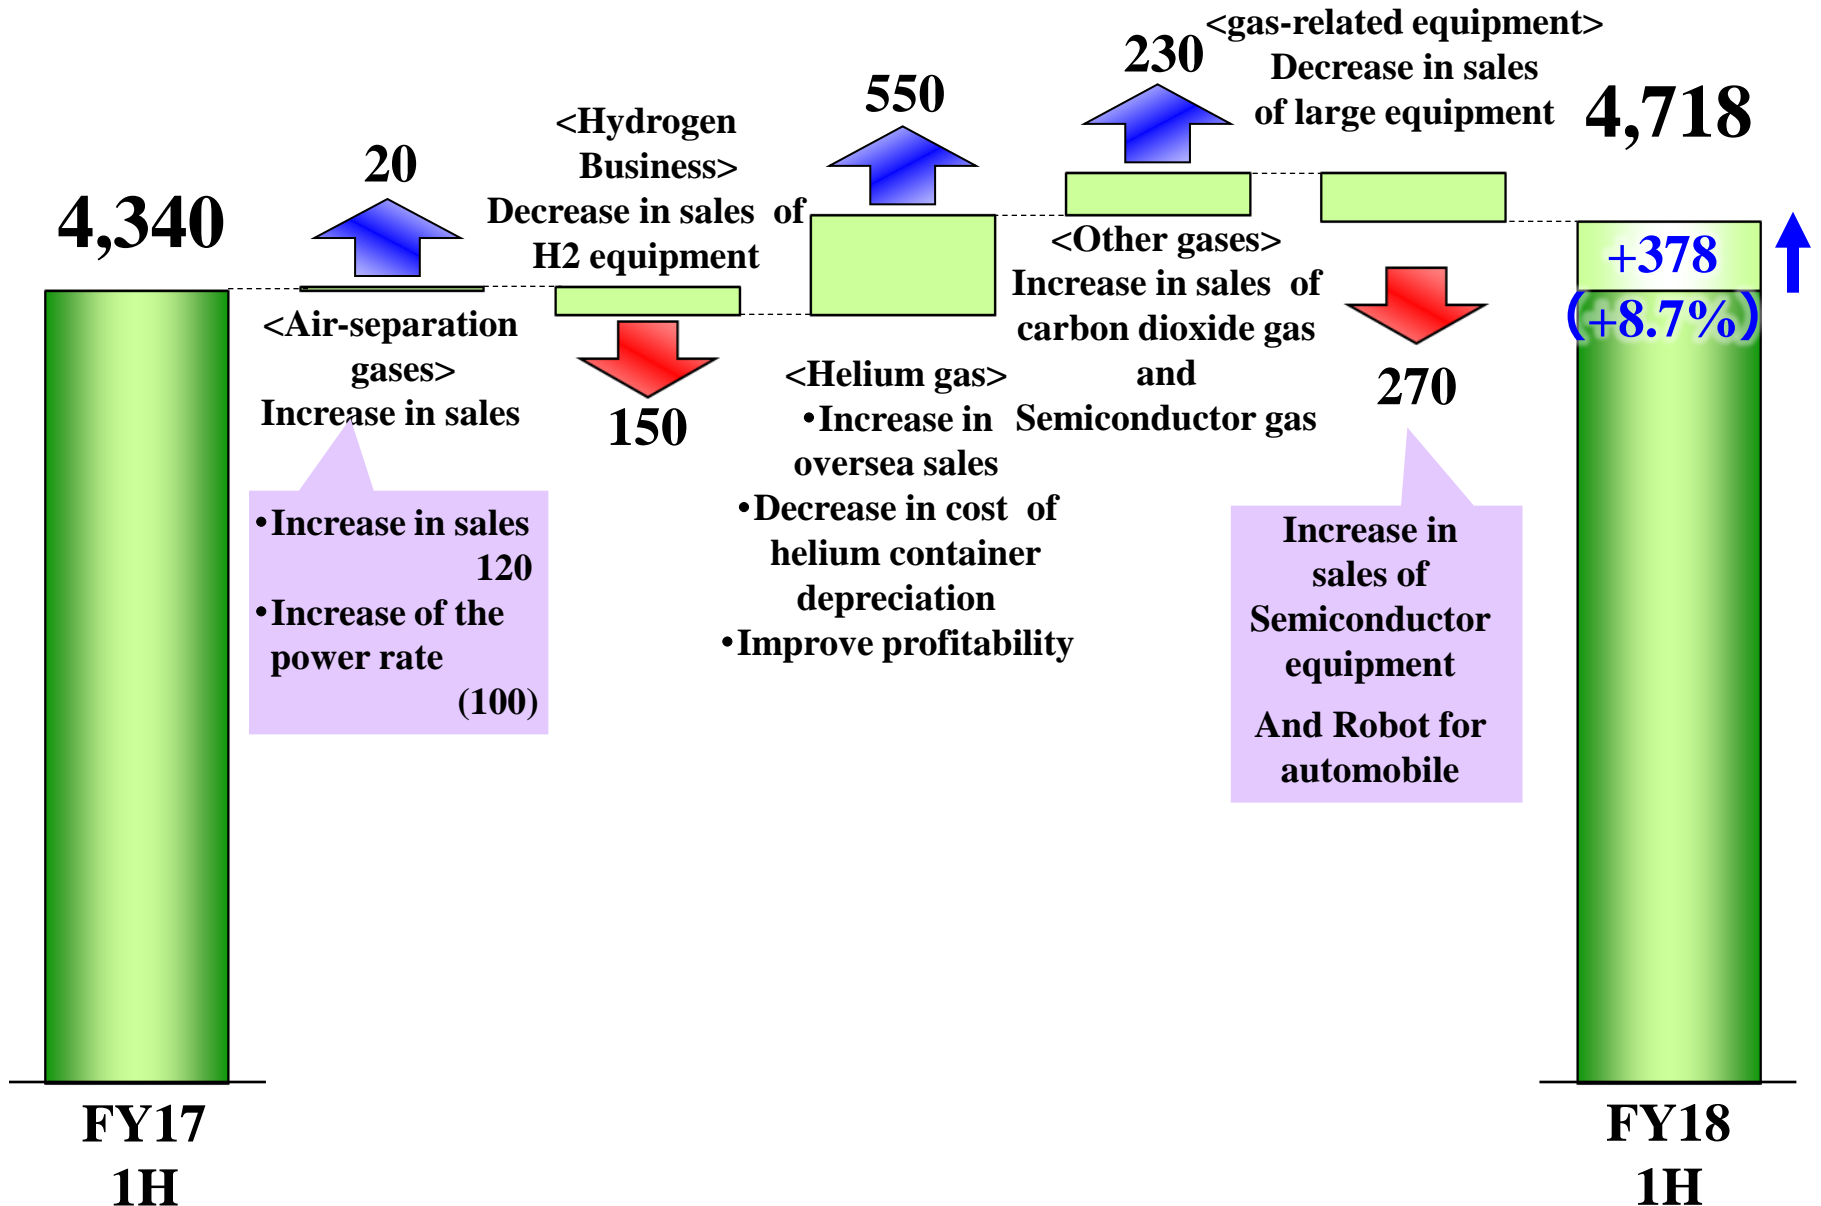 4,340
20
<Air-separation
gases>
Increase in sales
•Increase in sales
120
•Increase of the
power rate
(100)
<Hydrogen
Business>
Decrease in sales of
H2 equipment
150
550
<Helium gas>
•Increase in
oversea sales
•Decrease in cost of
helium container
depreciation
•Improve profitability
230
<Other gases>
Increase in sales of
carbon dioxide gas
and
Semiconductor gas
<gas-related equipment>
Decrease in sales
of large equipment
270
Increase in
sales of
Semiconductor
equipment
And Robot for
automobile
4,718
+378
(+8.7%)
FY17
1H
FY18
1H